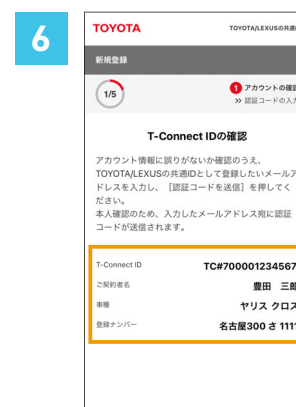 6
TOYOTA
TOYOTA/LEXUSの共通
新規登録
1/5
1 アカウントの確認
>> 認証コードの入力
T-Connect IDの確認
アカウント情報に誤りがないか確認のうえ、
TOYOTA/LEXUSの共通IDとして登録したいメールア
ドレスを入力し、［認証コードを送信］を押してく
ださい。
本人確認のため、入力したメールアドレス宛に認証
コードが送信されます。
T-Connect ID TC#700001234567
ご契約者名 豊田 三郎
車種 ヤリス クロス
登録ナンバー 名古屋300 さ 1111